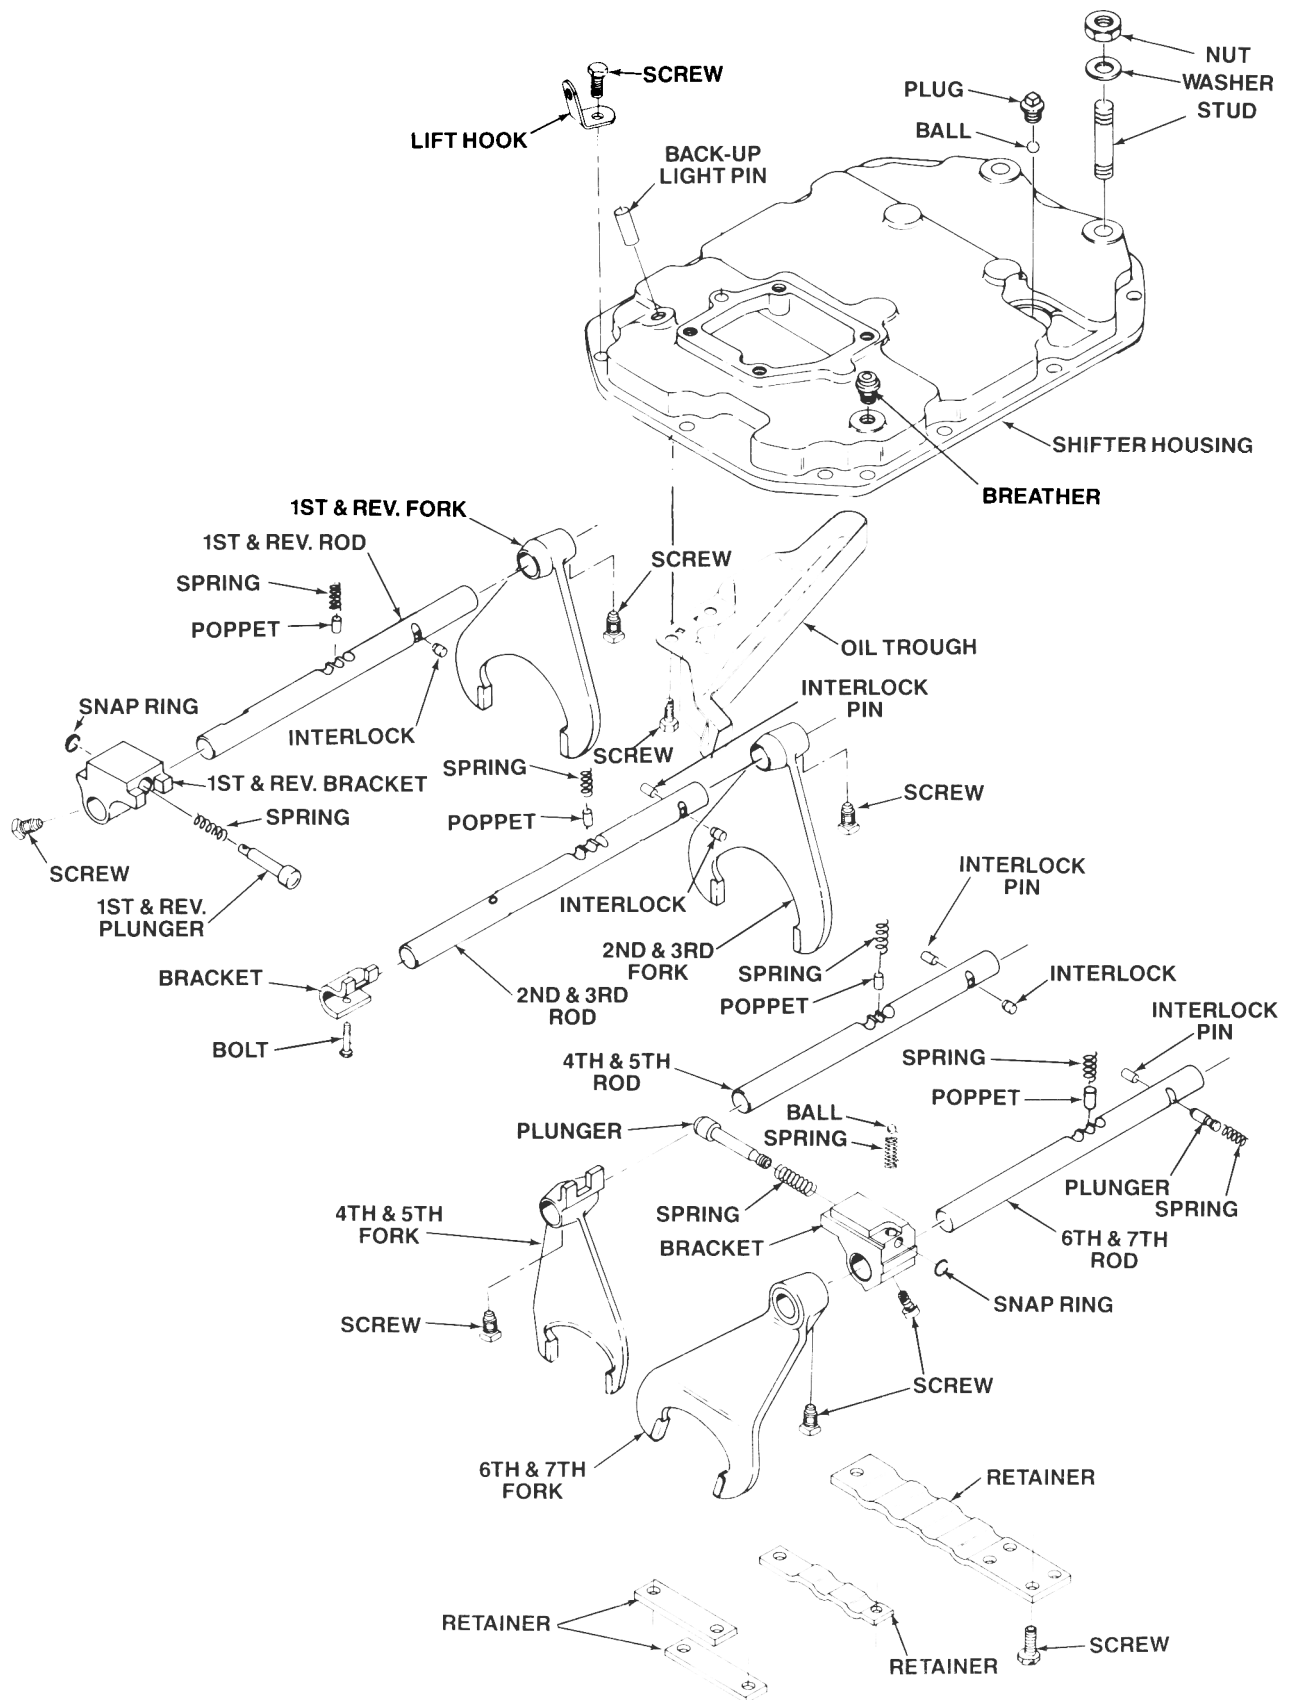 NUT
SCREW
WASHER
PLUG
STUD
BALL
LIFT HOOK
BACK-UP
LIGHT PIN
SHIFTER HOUSING
BREATHER
1ST & REV. FORK
1ST & REV. ROD
SCREW
SPRING
POPPET
OIL TROUGH
INTERLOCK
PIN
SNAP RING
INTERLOCK
SCREW
SPRING
1ST & REV. BRACKET
SCREW
SPRING
POPPET
SCREW
1ST & REV.
PLUNGER
INTERLOCK
INTERLOCK
PIN
2ND & 3RD
FORK
SPRING
INTERLOCK
BRACKET
2ND & 3RD
ROD
POPPET
INTERLOCK
PIN
BOLT
4TH & 5TH
ROD
SPRING
POPPET
BALL
SPRING
PLUNGER
PLUNGER
SPRING
4TH & 5TH
FORK
SPRING
BRACKET
6TH & 7TH
ROD
SNAP RING
SCREW
SCREW
6TH & 7TH
FORK
RETAINER
RETAINER
SCREW
RETAINER